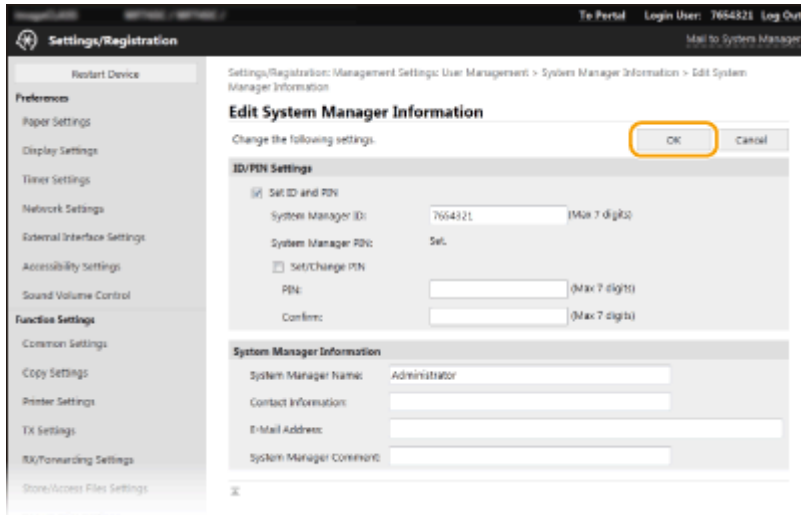 To Portal Login User: 7654321 Log Out
Settings/Registration
Mail to System Manager
Restart Device
Preferences
Paper Settings
Display Settings
Timer Settings
Network Settings
External Interface Settings
Accessibility Settings
Sound Volume Control
Function Settings
Common Settings
Copy Settings
Printer Settings
TX Settings
RX/Forwarding Settings
Store/Access Files Settings
Settings/Registration: Management Settings: User Management > System Manager Information > Edit System
Manager Information
Edit System Manager Information
Change the following settings.
OK
Cancel
ID/PIN Settings
Set ID and PIN
System Manager ID: 7654321 (Max 7 digits)
System Manager PIN: Set.
Set/Change PIN
PIN: (Max 7 digits)
Confirm: (Max 7 digits)
System Manager Information
System Manager Name: Administrator
Contact Information:
E-Mail Address:
System Manager Comment: